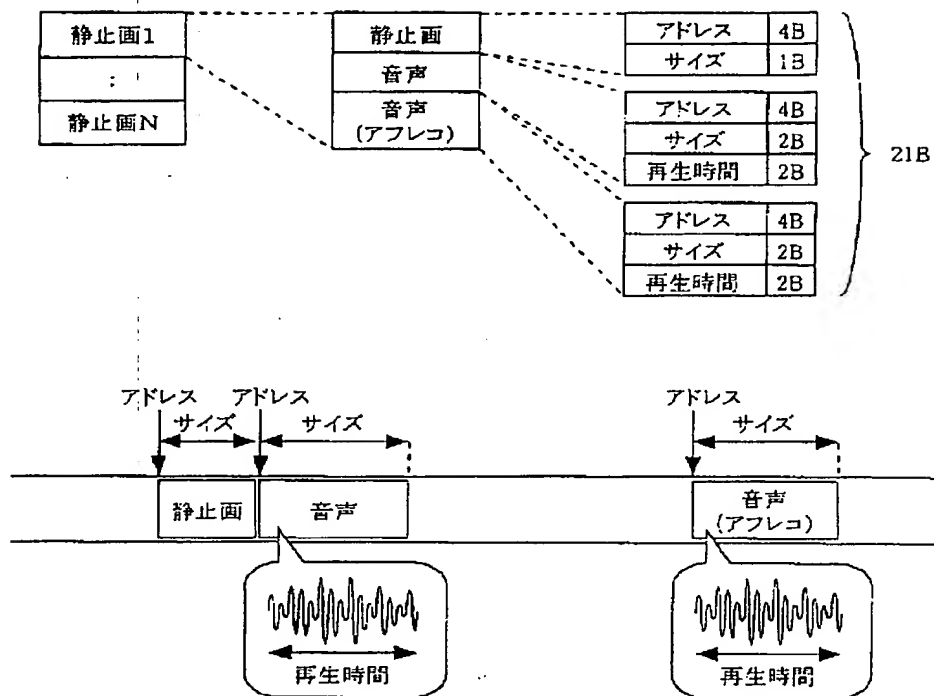 静止画1
:
静止画N
静止画
音声
音声
(アフレコ)
アドレス 4B
サイズ 1B
アドレス 4B
サイズ 2B
再生時間 2B
アドレス 4B
サイズ 2B
再生時間 2B
21B
アドレス アドレス
サイズ サイズ
アドレス
サイズ
静止画 音声
音声
(アフレコ)
再生時間
再生時間